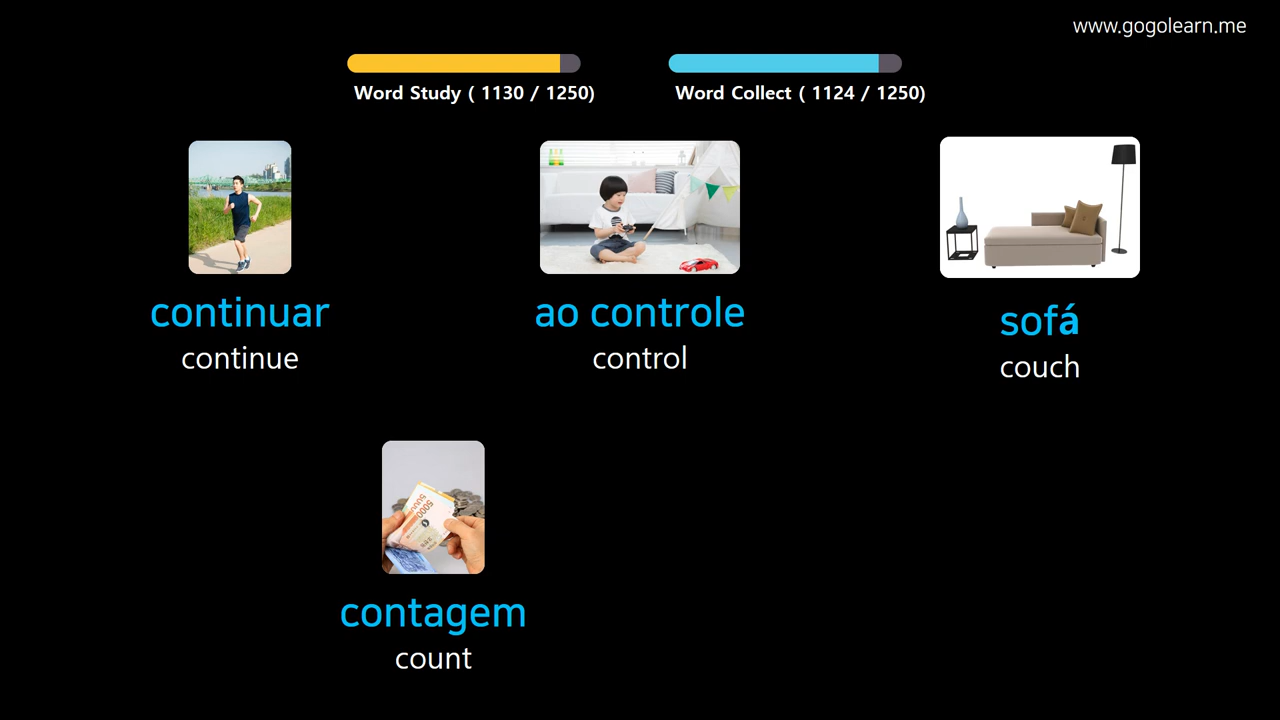 www.gogolearn.me
Word Study ( 1130 / 1250)
Word Collect ( 1124 / 1250)
continuar
continue
ao controle
control
sofá
couch
5000
contagem
count